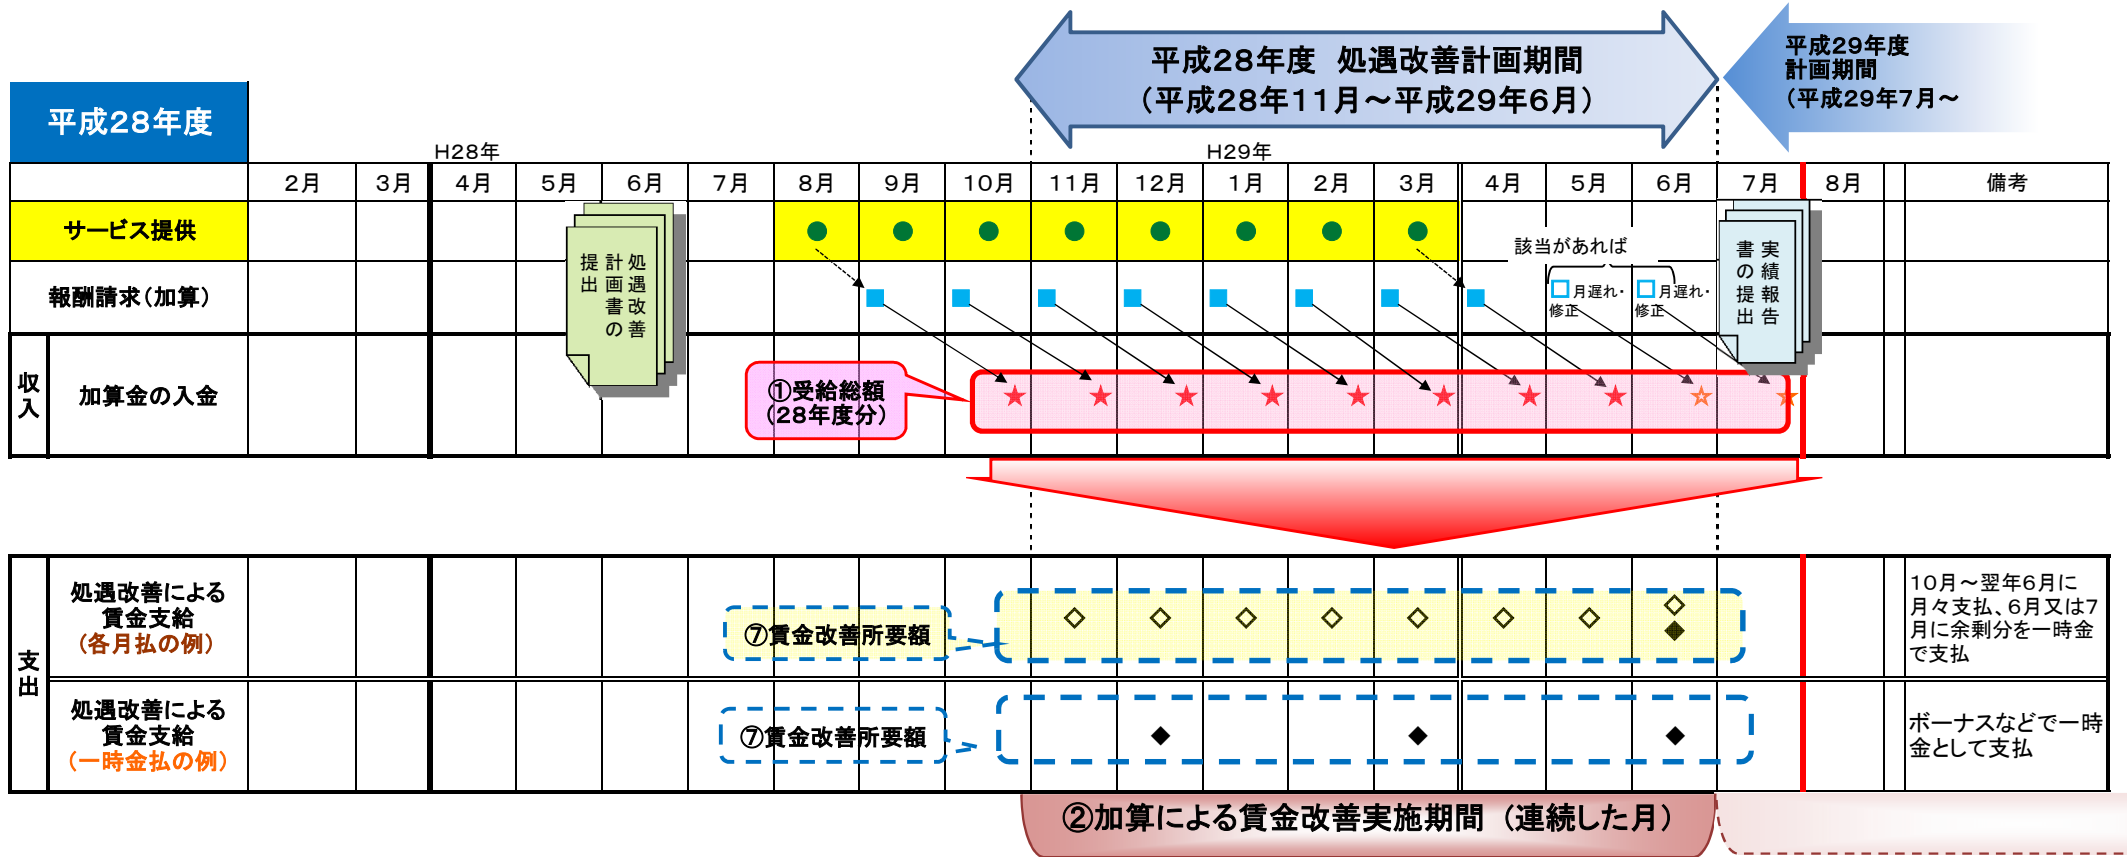 平成28年度 処遇改善計画期間
（平成28年11月～平成29年6月）
平成29年度
計画期間
（平成29年7月～
平成28年度
H28年
H29年
2月 3月 4月 5月 6月 7月 8月 9月 10月 11月 12月 1月 2月 3月 4月 5月 6月 7月 8月 備考
サービス提供
処遇改善
計画書の
提出
該当があれば
実績報告
書の提出
報酬請求（加算）
月遅れ・
修正
月遅れ・
修正
収入
加算金の入金
①受給総額
（28年度分）
支出
処遇改善による
賃金支給
（各月払の例）
⑦賃金改善所要額
10月～翌年6月に
月々支払、6月又は7
月に余剰分を一時金
で支払
処遇改善による
賃金支給
（一時金払の例）
⑦賃金改善所要額
ボーナスなどで一時
金として支払
②加算による賃金改善実施期間（連続した月）